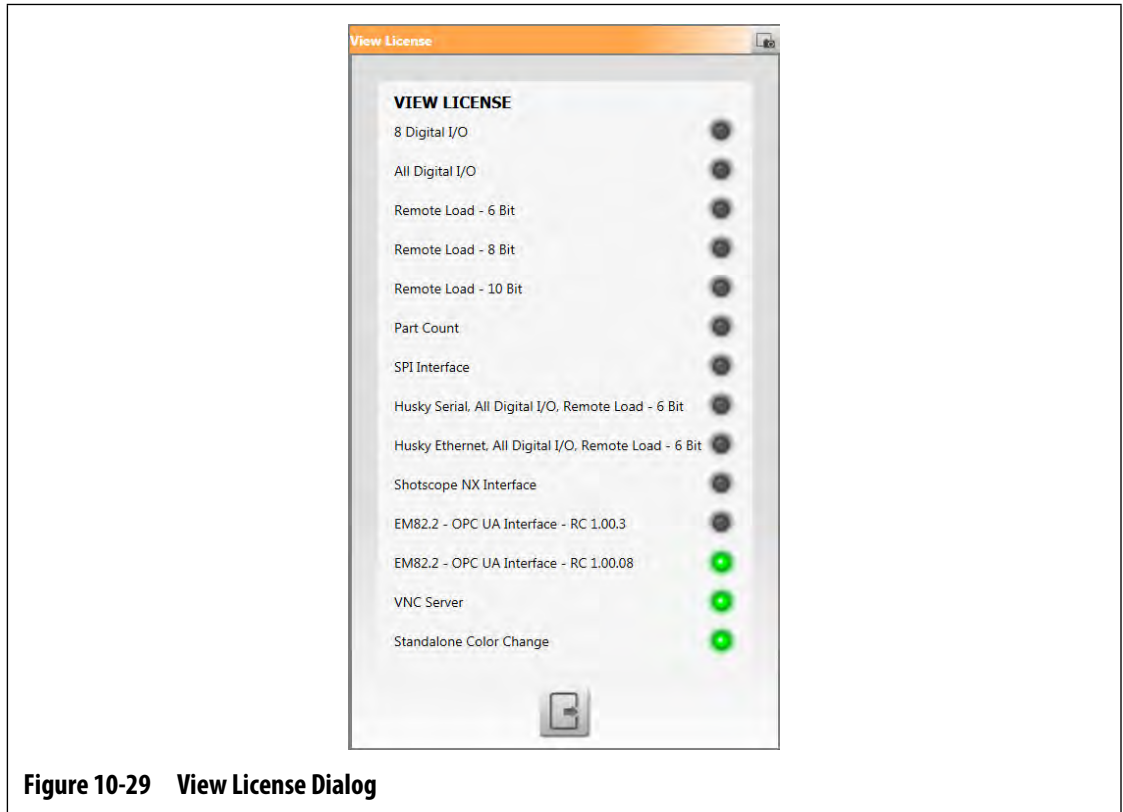 View License
VIEW LICENSE
8 Digital I/O
All Digital I/O
Remote Load - 6 Bit
Remote Load - 8 Bit
Remote Load - 10 Bit
Part Count
SPI Interface
Husky Serial, All Digital I/O, Remote Load - 6 Bit
Husky Ethernet, All Digital I/O, Remote Load - 6 Bit
Shotscope NX Interface
EM82.2 - OPC UA Interface - RC 1.00.3
EM82.2 - OPC UA Interface - RC 1.00.08
VNC Server
Standalone Color Change
Figure 10-29 View License Dialog